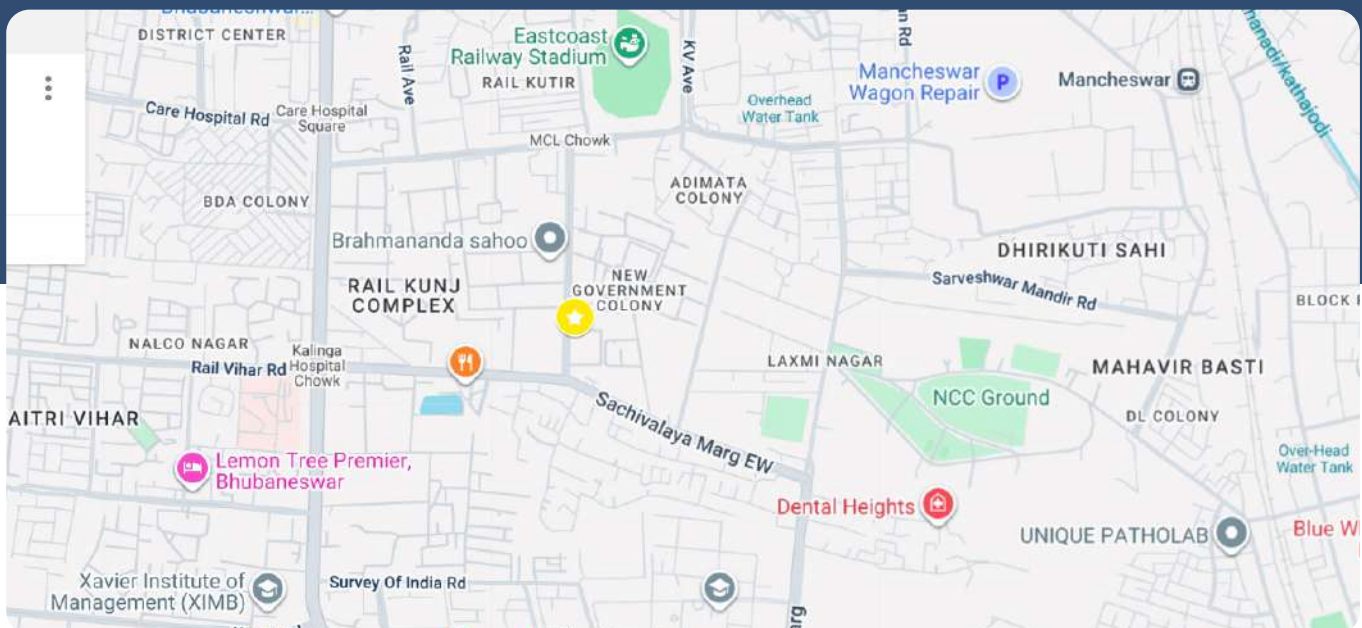 DISTRICT CENTER
Eastcoast
Railway Stadium
RAIL KUTIR
Rail Ave
KV Ave
Mancheswar
Wagon Repair
P
Mancheswar
Overhead
Water Tank
Care Hospital Rd
Care Hospital
Square
MCL Chowk
BDA COLONY
ADIMATA
COLONY
Brahmananda sahoo
DHIRIKUTI SAHI
RAIL KUNJ
COMPLEX
NEW
GOVERNMENT
COLONY
Sarveshwar Mandir Rd
BLOCK
NALCO NAGAR
Kalinga
Hospital
Chowk
Rail Vihar Rd
LAXMI NAGAR
MAHAVIR BASTI
NCC Ground
AITRI VIHAR
Sachivalaya Marg EW
DL COLONY
Lemon Tree Premier,
Bhubaneswar
Over-Head
Water Tank
Dental Heights
UNIQUE PATHOLAB
Blue W
Xavier Institute of
Management (XIMB)
Survey Of India Rd